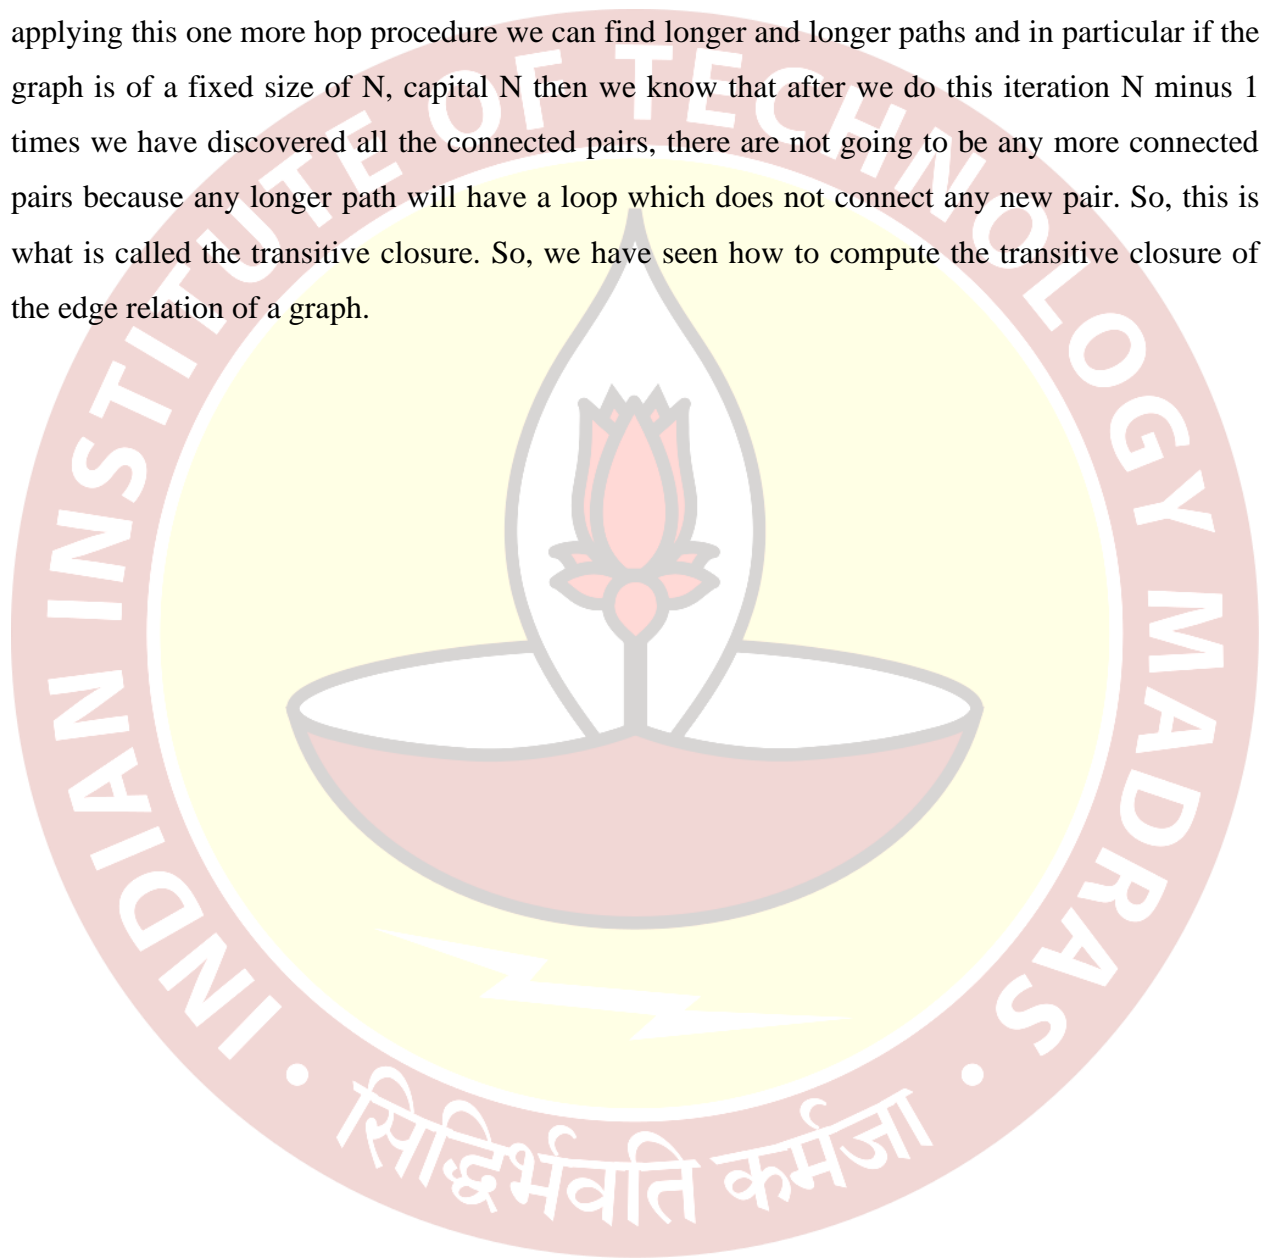 applying this one more hop procedure we can find longer and longer paths and in particular if the
graph is of a fixed size of N, capital N then we know that after we do this iteration N minus 1
times we have discovered all the connected pairs, there are not going to be any more connected
pairs because any longer path will have a loop which does not connect any new pair. So, this is
what is called the transitive closure. So, we have seen how to compute the transitive closure of
the edge relation of a graph.
INDIAN INSTITUTE OF TECHNOLOGY MADRAS
सिद्धिर्भवति कर्मजा